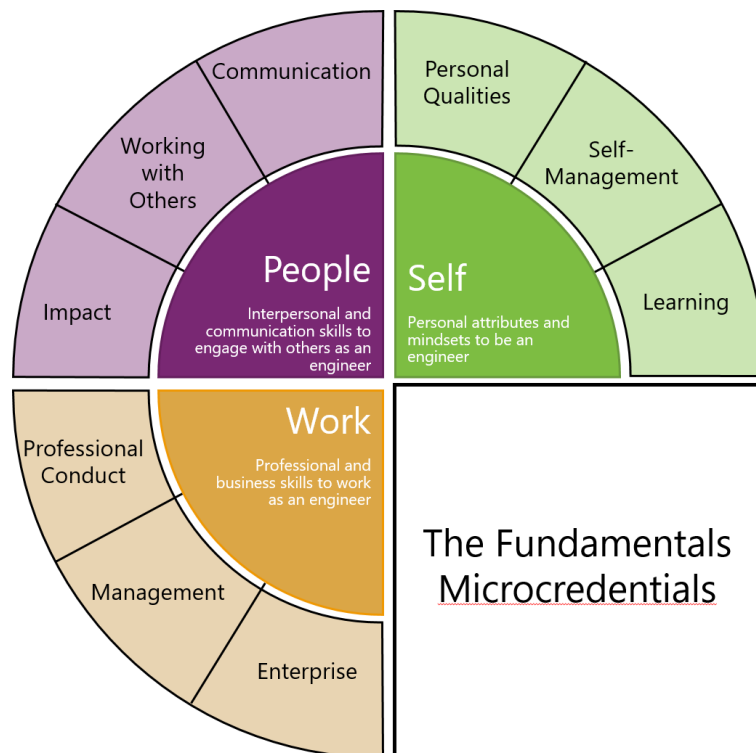 Communication
Working
with
Others
Impact
People
Interpersonal and
communication skills to
engage with others as an
engineer
Personal
Qualities
Self-
Management
Learning
Self
Personal attributes and
mindsets to be an
engineer
Professional
Conduct
Management
Enterprise
Work
Professional and
business skills to work
as an engineer
The Fundamentals
Microcredentials